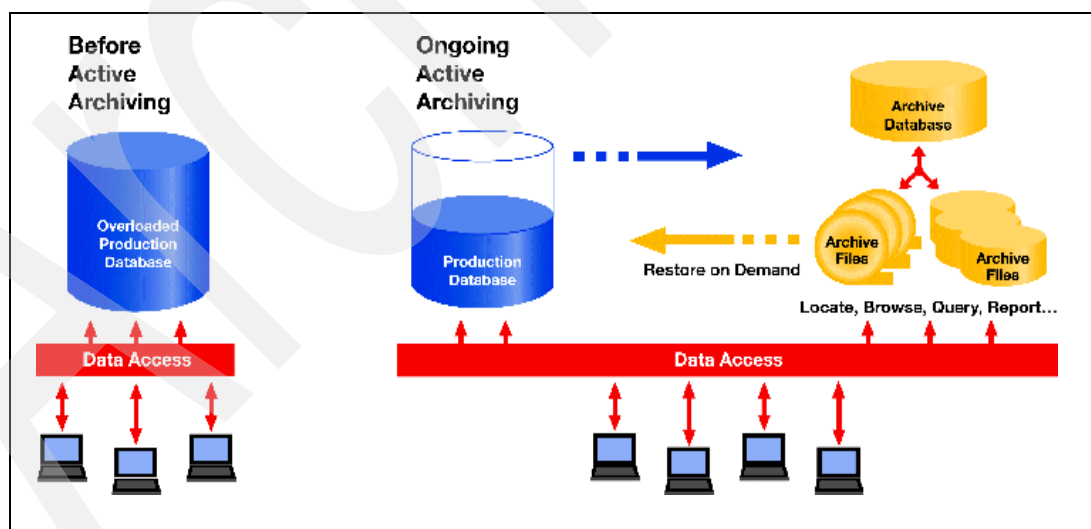 Before
Active
Archiving
Overloaded
Production
Database
Data Access
Ongoing
Active
Archiving
Production
Database
Restore on Demand
Archive
Database
Archive
Files
Archive
Files
Locate, Browse, Query, Report...
Data Access